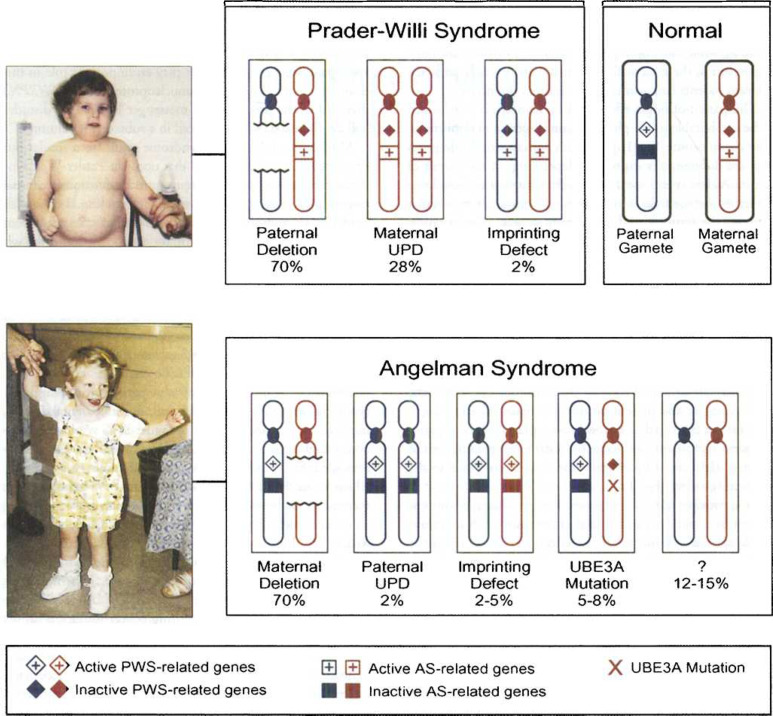 Prader-Willi Syndrome
Normal
Paternal
Deletion
70%
Maternal
UPD
28%
Imprinting
Defect
2%
Paternal
Gamete
Maternal
Gamete
Angelman Syndrome
Maternal
Deletion
70%
Paternal
UPD
2%
Imprinting
Defect
2-5%
UBE3A
Mutation
5-8%
?
12-15%
Active PWS-related genes
Inactive PWS-related genes
Active AS-related genes
Inactive AS-related genes
X UBE3A Mutation